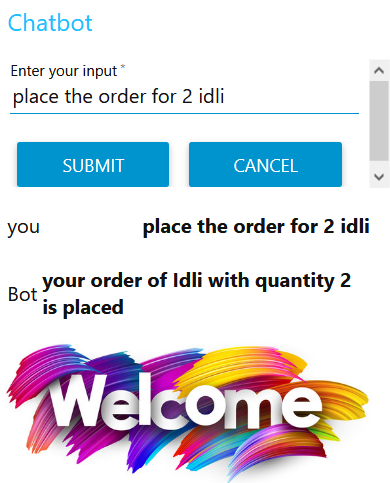 Chatbot
Enter your input *
place the order for 2 idli
SUBMIT CANCEL
you place the order for 2 idli
Bot your order of Idli with quantity 2
is placed
Welcome